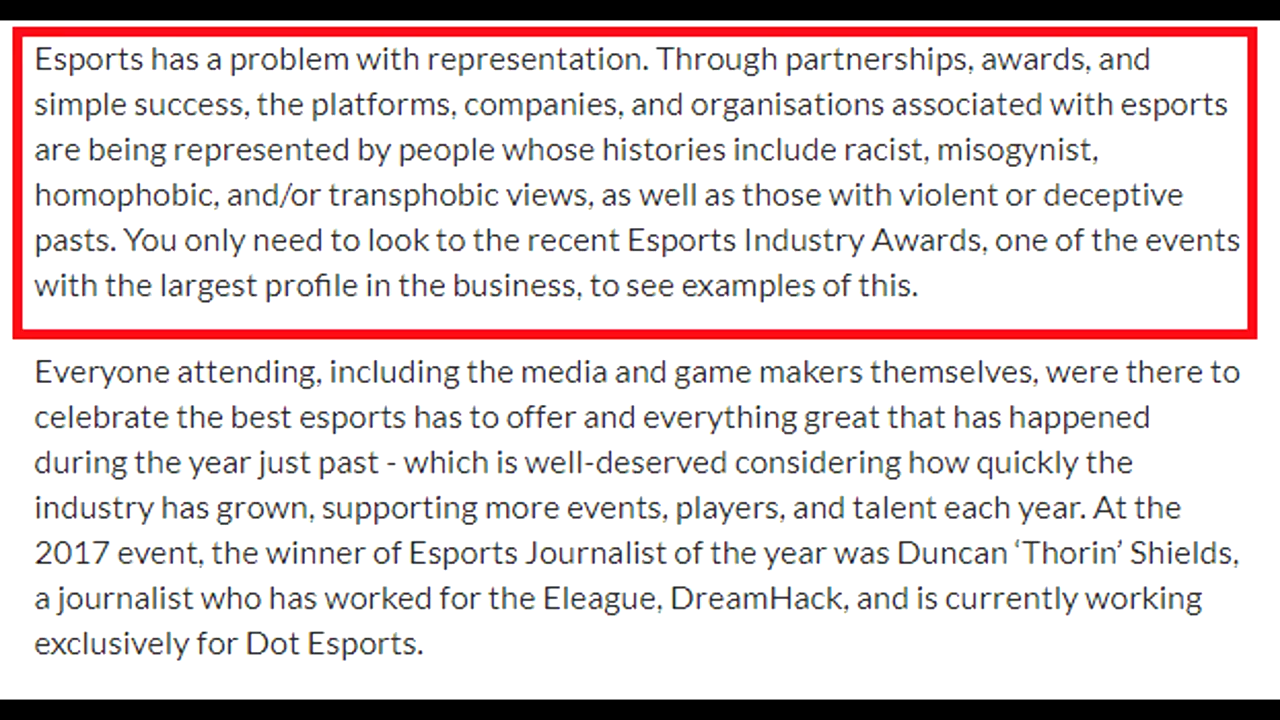 Esports has a problem with representation. Through partnerships, awards, and
simple success, the platforms, companies, and organisations associated with esports
are being represented by people whose histories include racist, misogynist,
homophobic, and/or transphobic views, as well as those with violent or deceptive
pasts. You only need to look to the recent Esports Industry Awards, one of the events
with the largest profile in the business, to see examples of this.
Everyone attending, including the media and game makers themselves, were there to
celebrate the best esports has to offer and everything great that has happened
during the year just past - which is well-deserved considering how quickly the
industry has grown, supporting more events, players, and talent each year. At the
2017 event, the winner of Esports Journalist of the year was Duncan ‘Thorin’ Shields,
a journalist who has worked for the Eleague, DreamHack, and is currently working
exclusively for Dot Esports.